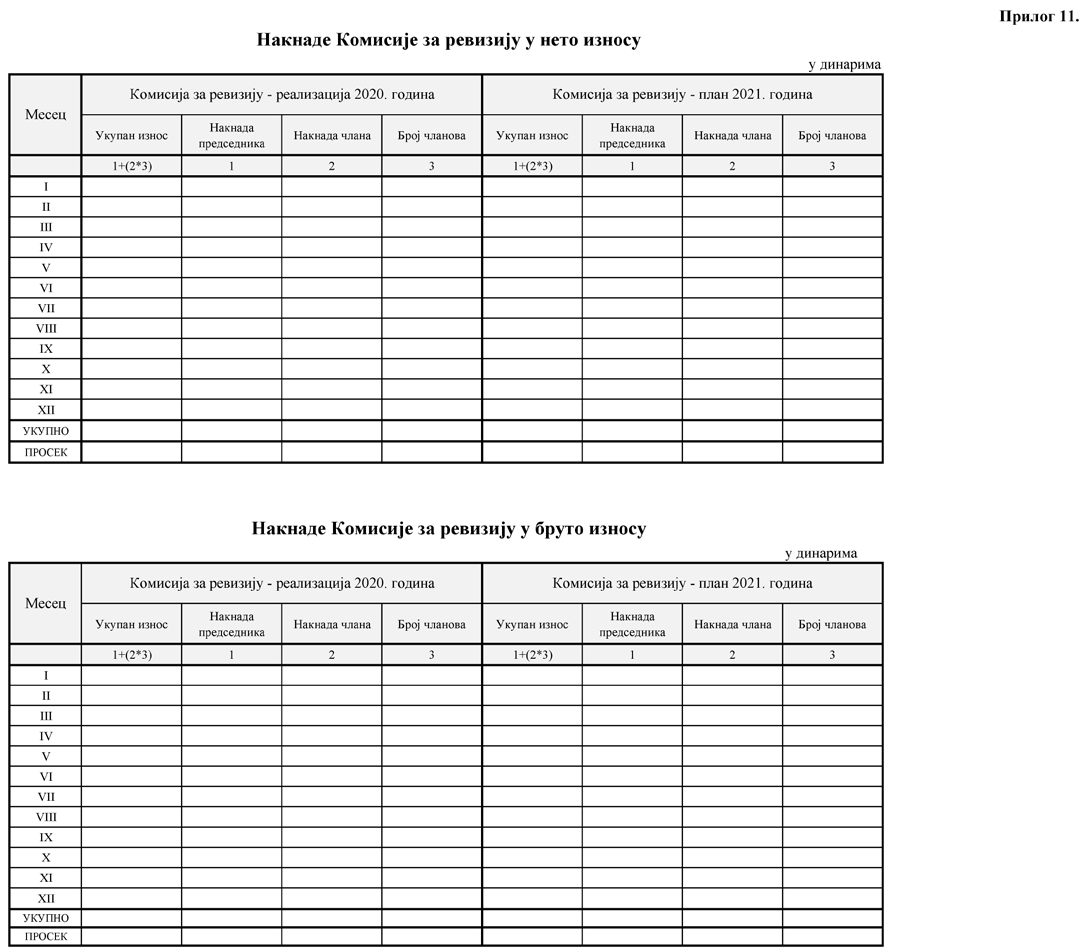 Прилог 11.
Накнаде Комисије за ревизију у нето износу
у динарима
Месец
Комисија за ревизију - реализација 2020. година
Комисија за ревизију - план 2021. година
Укупан износ
Накнада
председника
Накнада члана
Број чланова
Укупан износ
Накнада
председника
Накнада члана
Број чланова
1+(2*3) 1 2 3 1+(2*3) 1 2 3
I
II
III
IV
V
VI
VII
VIII
IX
X
XI
XII
УКУПНО
ПРОСЕК
Накнаде Комисије за ревизију у бруто износу
у динарима
Месец
Комисија за ревизију - реализација 2020. година
Комисија за ревизију - план 2021. година
Укупан износ
Накнада
председника
Накнада члана
Број чланова
Укупан износ
Накнада
председника
Накнада члана
Број чланова
1+(2*3) 1 2 3 1+(2*3) 1 2 3
I
II
III
IV
V
VI
VII
VIII
IX
X
XI
XII
УКУПНО
ПРОСЕК